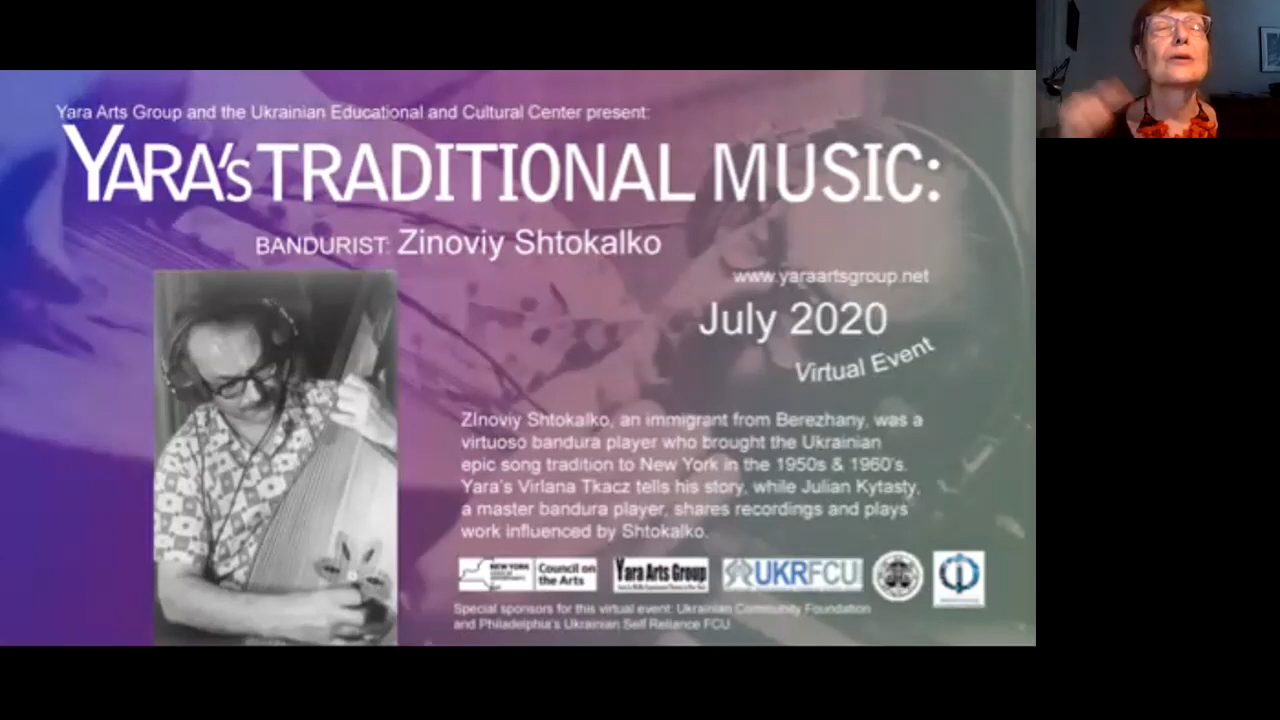 Yara Arts Group and the Ukrainian Educational and Cultural Center present:
YARA's TRADITIONAL MUSIC:
BANDURIST: Zinoviy Shtokalko
www.yaraartsgroup.net
July 2020
Virtual Event
ZInoviy Shtokalko, an immigrant from Berezhany, was a
virtuoso bandura player who brought the Ukrainian
epic song tradition to New York in the 1950s & 1960's.
Yara's Virlana Tkacz tells his story, while Julian Kytasty,
a master bandura player, shares recordings and plays
work influenced by Shtokalko.
NEW YORK
Council on
the Arts
Yara Arts Group
UKRFCU
Special sponsors for this virtual event: Ukrainian Community Foundation
and Philadelphia's Ukrainian Self Reliance FCU